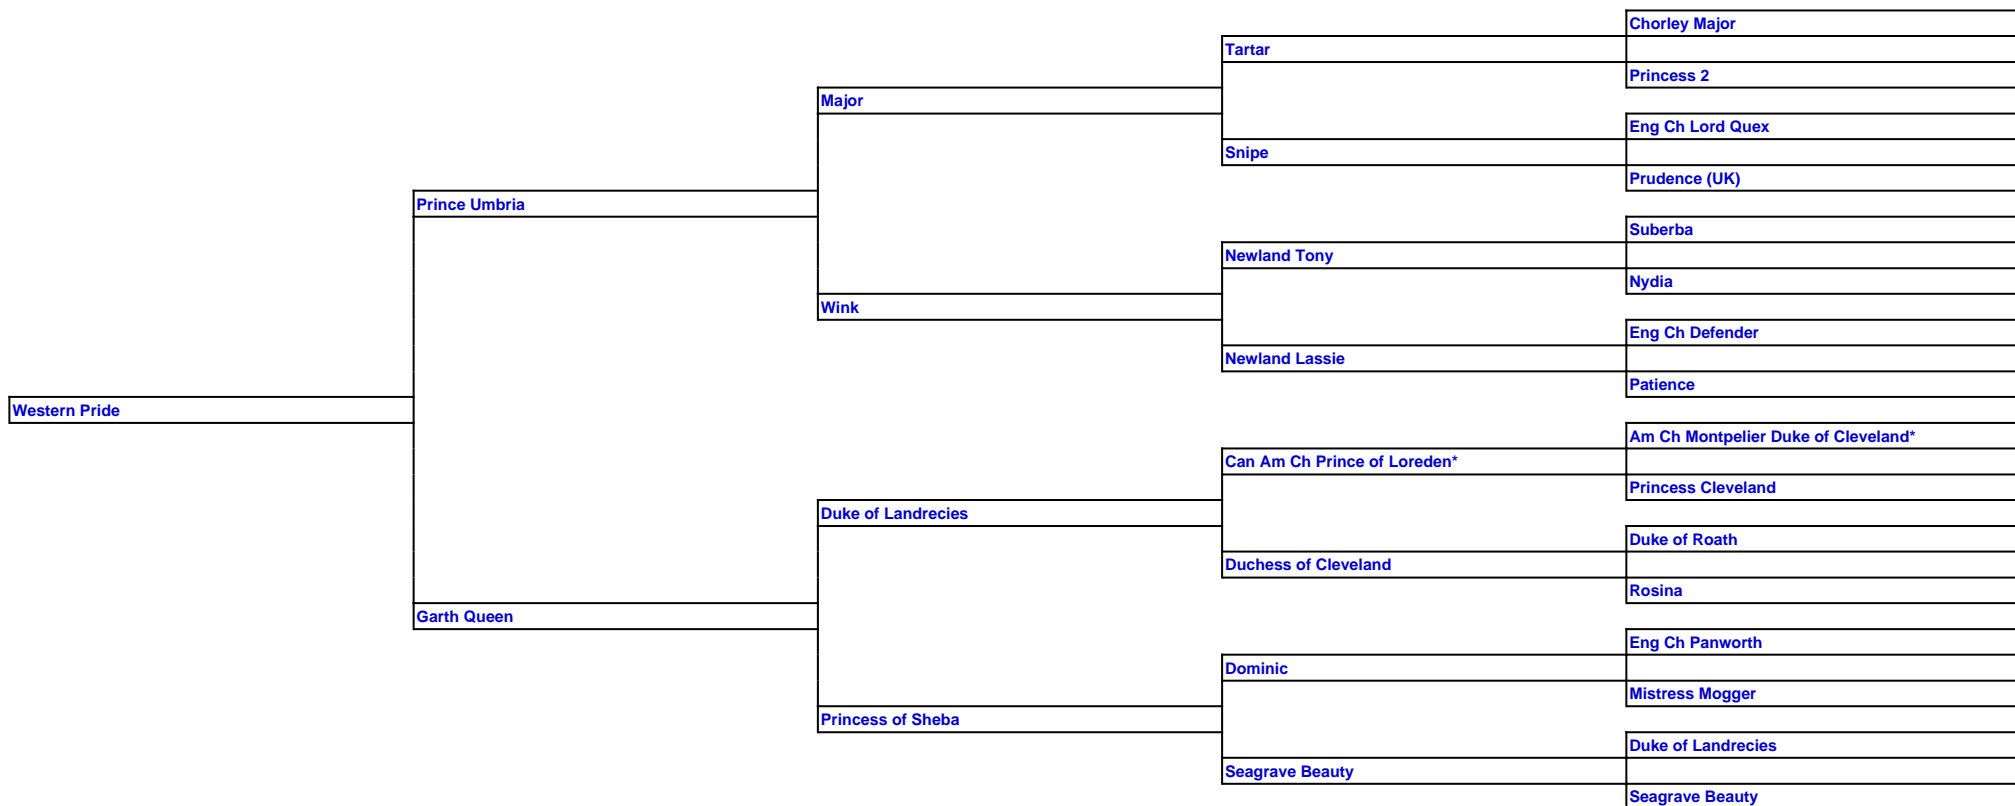 Chorley Major
Tartar
Princess 2
Major
Eng Ch Lord Quex
Snipe
Prudence (UK)
Prince Umbria
Suberba
Newland Tony
Nydia
Wink
Eng Ch Defender
Newland Lassie
Patience
Western Pride
Am Ch Montpelier Duke of Cleveland*
Can Am Ch Prince of Loreden*
Princess Cleveland
Duke of Landrecies
Duke of Roath
Duchess of Cleveland
Rosina
Garth Queen
Eng Ch Panworth
Dominic
Mistress Mogger
Princess of Sheba
Duke of Landrecies
Seagrave Beauty
Seagrave Beauty